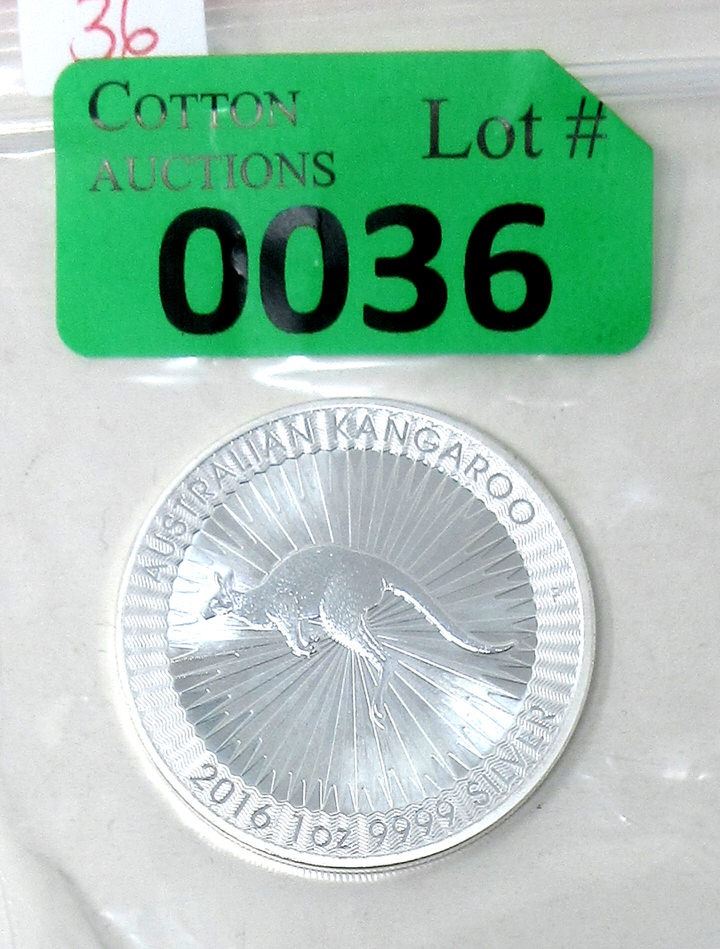 36
COTTON
AUCTIONS
Lot #
0036
AUSTRALIAN KANGAROO
2016 1oz 9999 SILVER